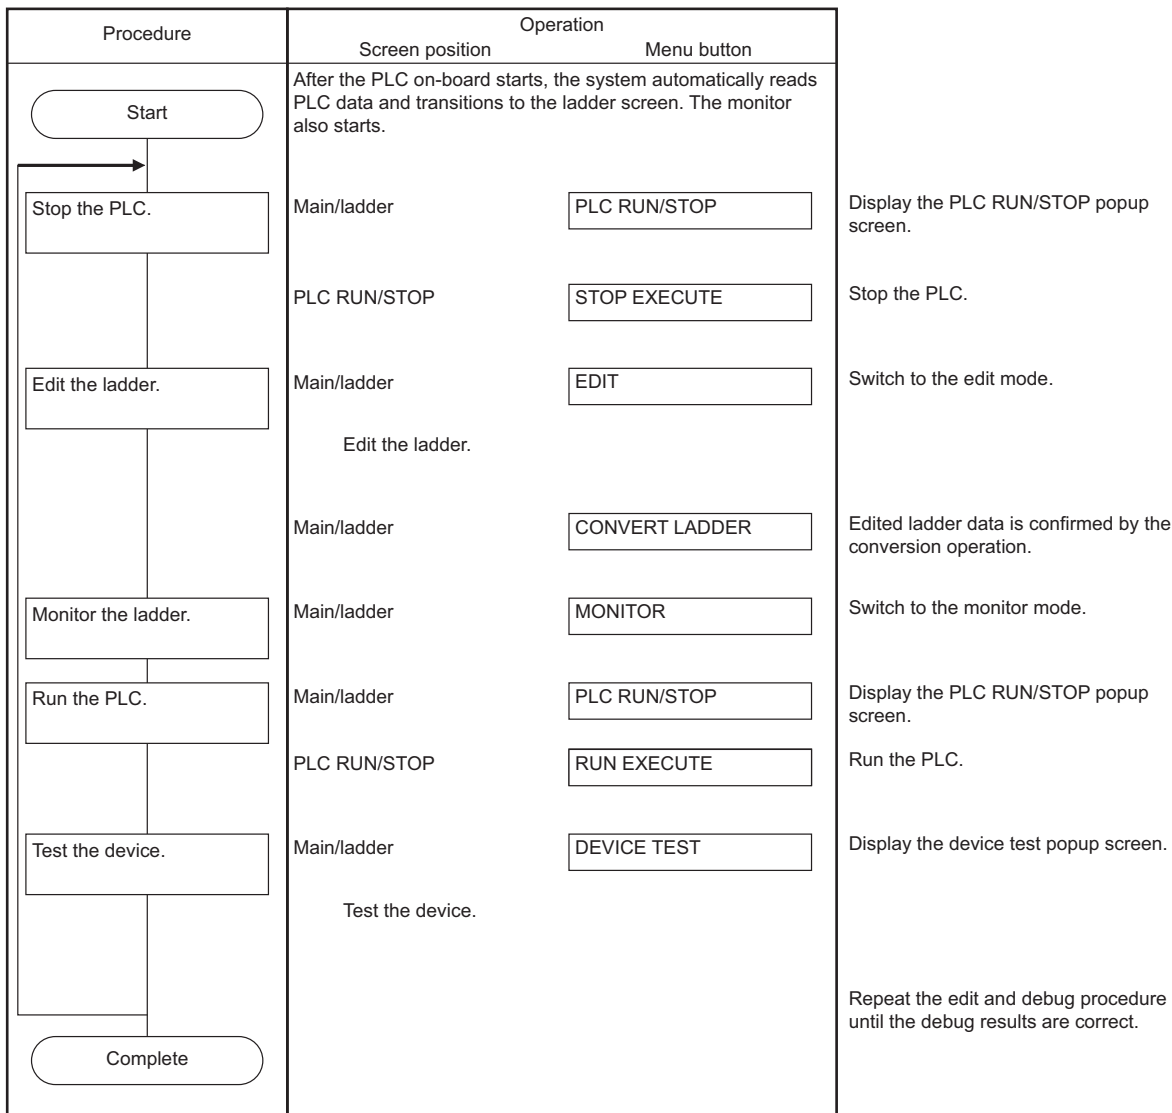 Procedure
Operation
Screen position
Menu button
After the PLC on-board starts, the system automatically reads
PLC data and transitions to the ladder screen. The monitor
also starts.
Start
Stop the PLC.
Main/ladder
PLC RUN/STOP
Display the PLC RUN/STOP popup
screen.
PLC RUN/STOP
STOP EXECUTE
Stop the PLC.
Edit the ladder.
Main/ladder
EDIT
Switch to the edit mode.
Edit the ladder.
Main/ladder
CONVERT LADDER
Edited ladder data is confirmed by the
conversion operation.
Monitor the ladder.
Main/ladder
MONITOR
Switch to the monitor mode.
Run the PLC.
Main/ladder
PLC RUN/STOP
Display the PLC RUN/STOP popup
screen.
PLC RUN/STOP
RUN EXECUTE
Run the PLC.
Test the device.
Main/ladder
DEVICE TEST
Display the device test popup screen.
Test the device.
Repeat the edit and debug procedure
until the debug results are correct.
Complete